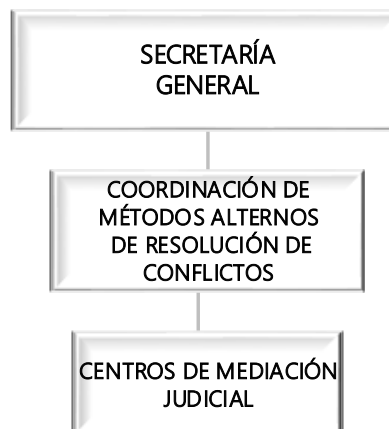 SECRETARÍA
GENERAL
COORDINACIÓN DE
MÉTODOS ALTERNOS
DE RESOLUCIÓN DE
CONFLICTOS
CENTROS DE MEDIACIÓN
JUDICIAL